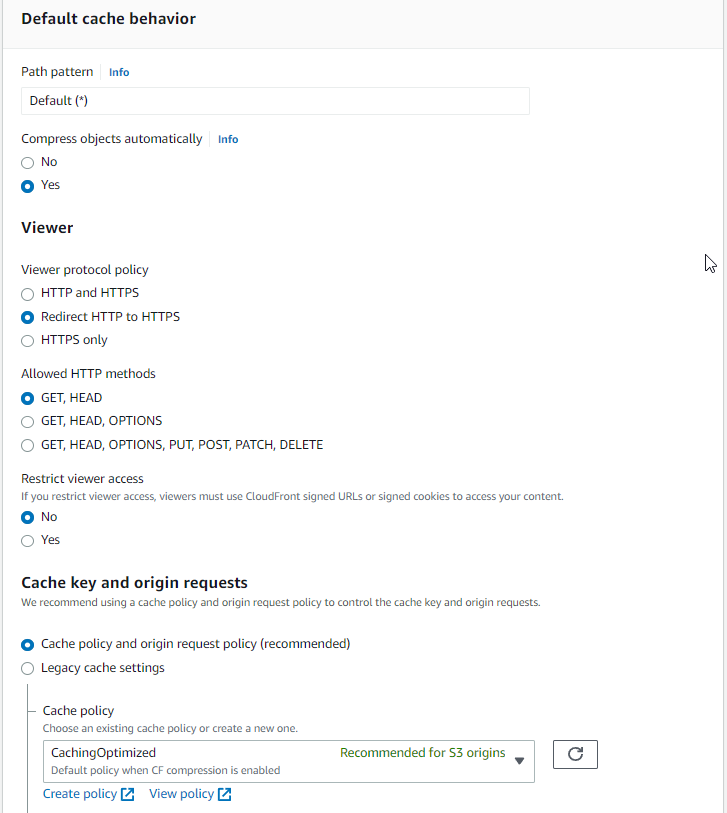 Default cache behavior
Path pattern Info
Default (*)
Compress objects automatically Info
No
Yes
Viewer
Viewer protocol policy
HTTP and HTTPS
Redirect HTTP to HTTPS
HTTPS only
Allowed HTTP methods
GET, HEAD
GET, HEAD, OPTIONS
GET, HEAD, OPTIONS, PUT, POST, PATCH, DELETE
Restrict viewer access
If you restrict viewer access, viewers must use CloudFront signed URLs or signed cookies to access your content.
No
Yes
Cache key and origin requests
We recommend using a cache policy and origin request policy to control the cache key and origin requests.
Cache policy and origin request policy (recommended)
Legacy cache settings
Cache policy
Choose an existing cache policy or create a new one.
CachingOptimized Recommended for S3 origins
Default policy when CF compression is enabled
Create policy View policy